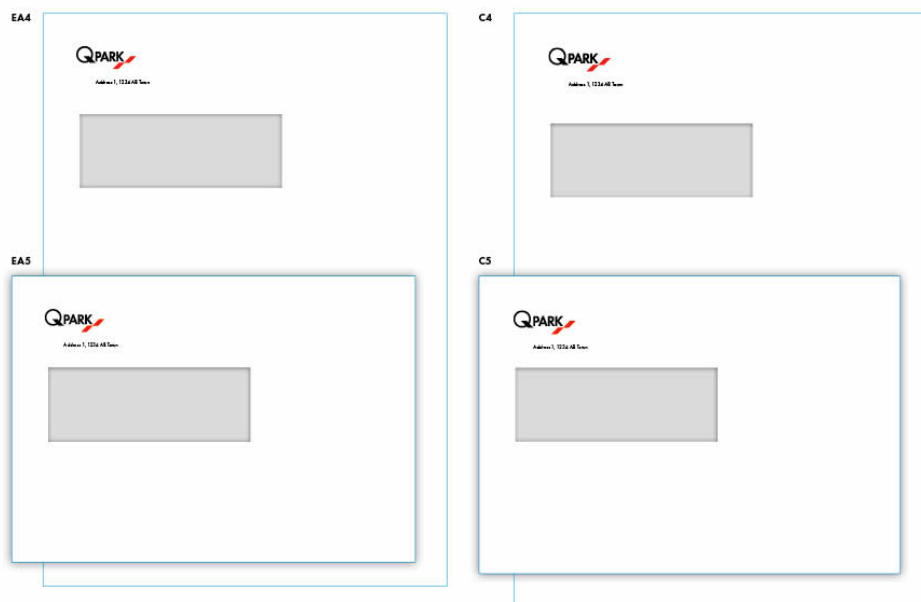 EA4
QPARK
Address 1, 1234 AB Town
C4
QPARK
Address 1, 1234 AB Town
EA5
QPARK
Address 1, 1234 AB Town
C5
QPARK
Address 1, 1234 AB Town